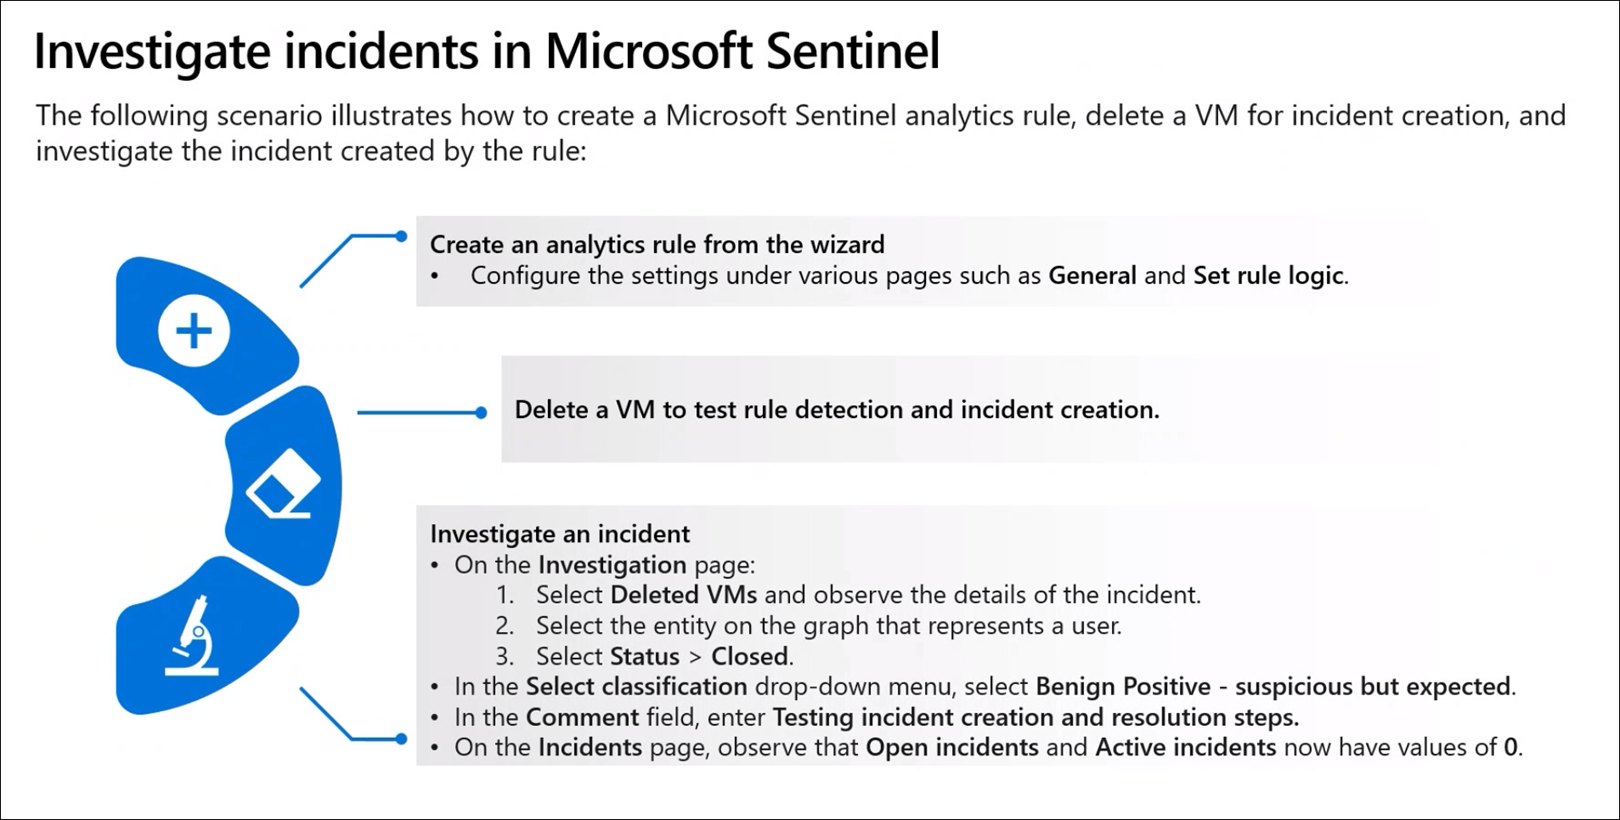 Investigate incidents in Microsoft Sentinel
The following scenario illustrates how to create a Microsoft Sentinel analytics rule, delete a VM for incident creation, and
investigate the incident created by the rule:
Create an analytics rule from the wizard
• Configure the settings under various pages such as General and Set rule logic.
Delete a VM to test rule detection and incident creation.
Investigate an incident
• On the Investigation page:
1. Select Deleted VMs and observe the details of the incident.
2. Select the entity on the graph that represents a user.
3. Select Status > Closed.
• In the Select classification drop-down menu, select Benign Positive - suspicious but expected.
• In the Comment field, enter Testing incident creation and resolution steps.
• On the Incidents page, observe that Open incidents and Active incidents now have values of 0.